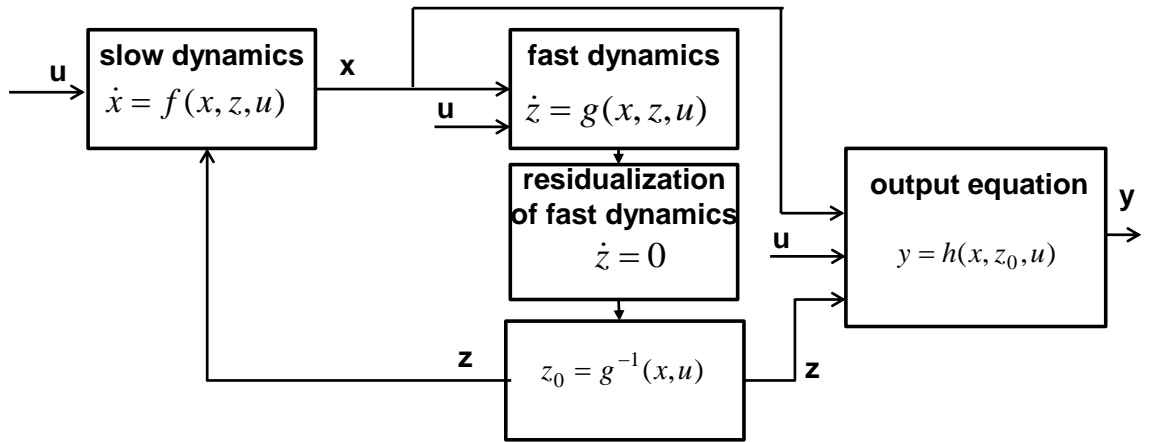 slow dynamics
ẋ = f(x, z, u)
u
x
fast dynamics
ż = g(x, z, u)
u
residualization
of fast dynamics
ż = 0
z₀ = g⁻¹(x, u)
z
z
output equation
y = h(x, z₀, u)
u
y